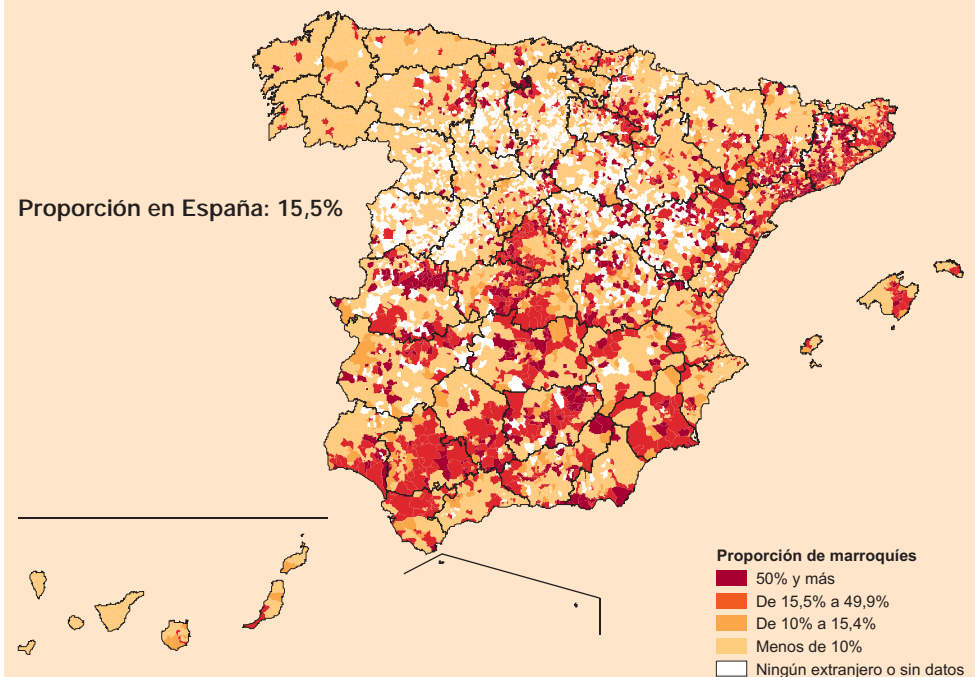 Proporción en España: 15,5%
Proporción de marroquíes
50% y más
De 15,5% a 49,9%
De 10% a 15,4%
Menos de 10%
Ningún extranjero o sin datos